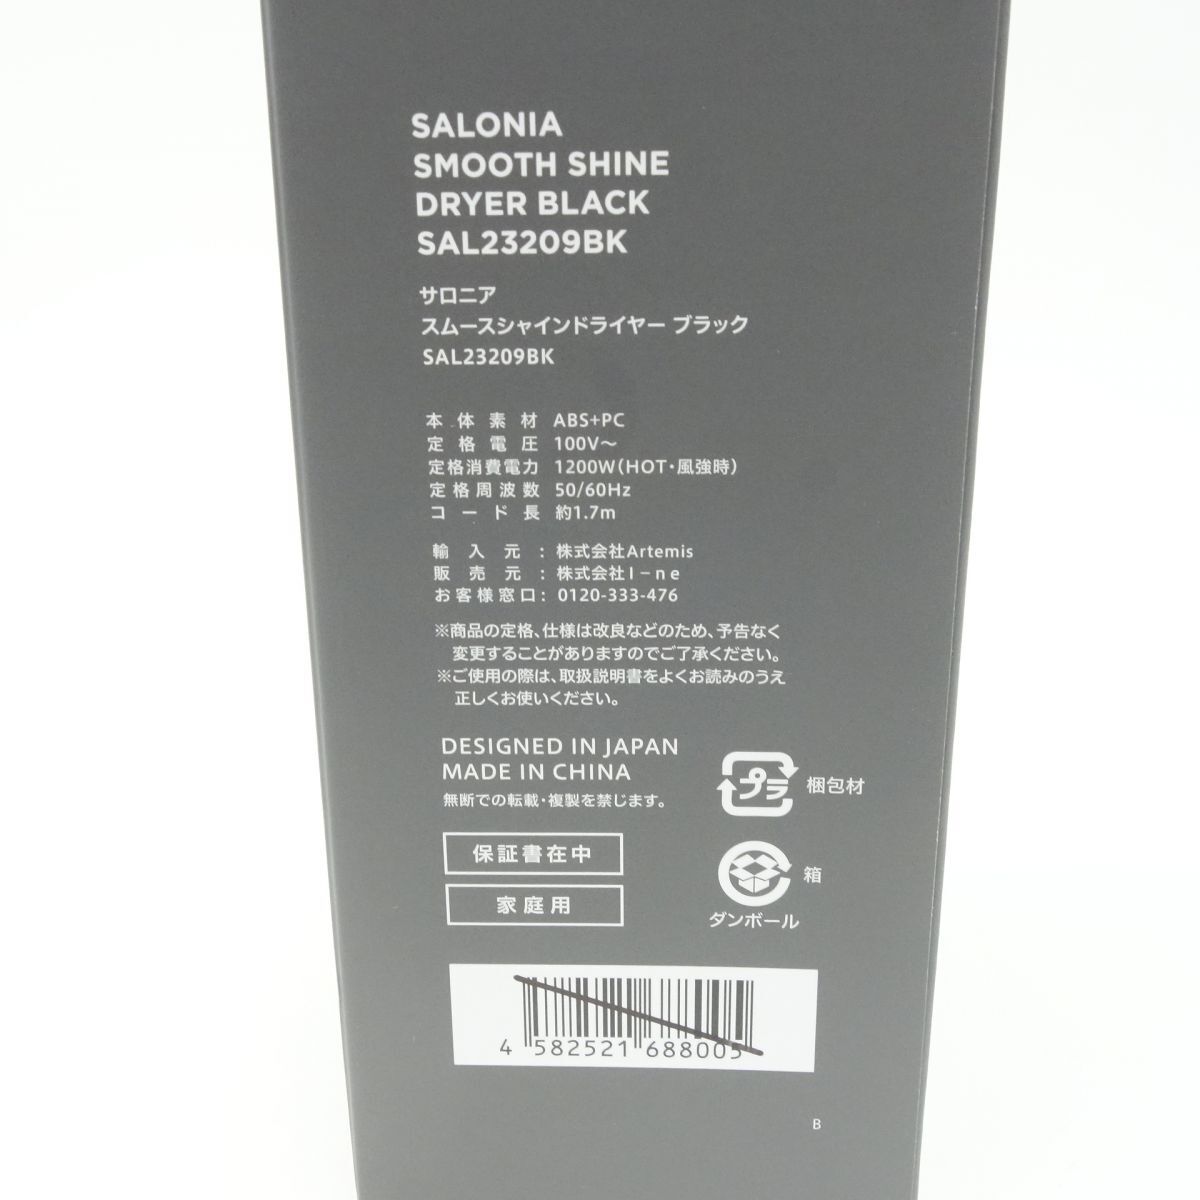 SALONIA
SMOOTH SHINE
DRYER BLACK
SAL23209BK
サロニア
スムースシャインドライヤー ブラック
SAL23209BK
本体素材 ABS+PC
定格電圧 100V～
定格消費電力 1200W(HOT・風強時)
定格周波数 50/60Hz
コード長 約1.7m
輸入元:株式会社Artemis
販売元:株式会社I-ne
お客様窓口:0120-333-476
※商品の定格、仕様は改良などのため、予告なく
変更することがありますのでご了承ください。
※ご使用の際は、取扱説明書をよくお読みのうえ
正しくお使いください。
DESIGNED IN JAPAN
MADE IN CHINA
無断での転載・複製を禁じます。
プラ 梱包材
保証書在中
箱
家庭用
ダンボール
4 582521 688005
B